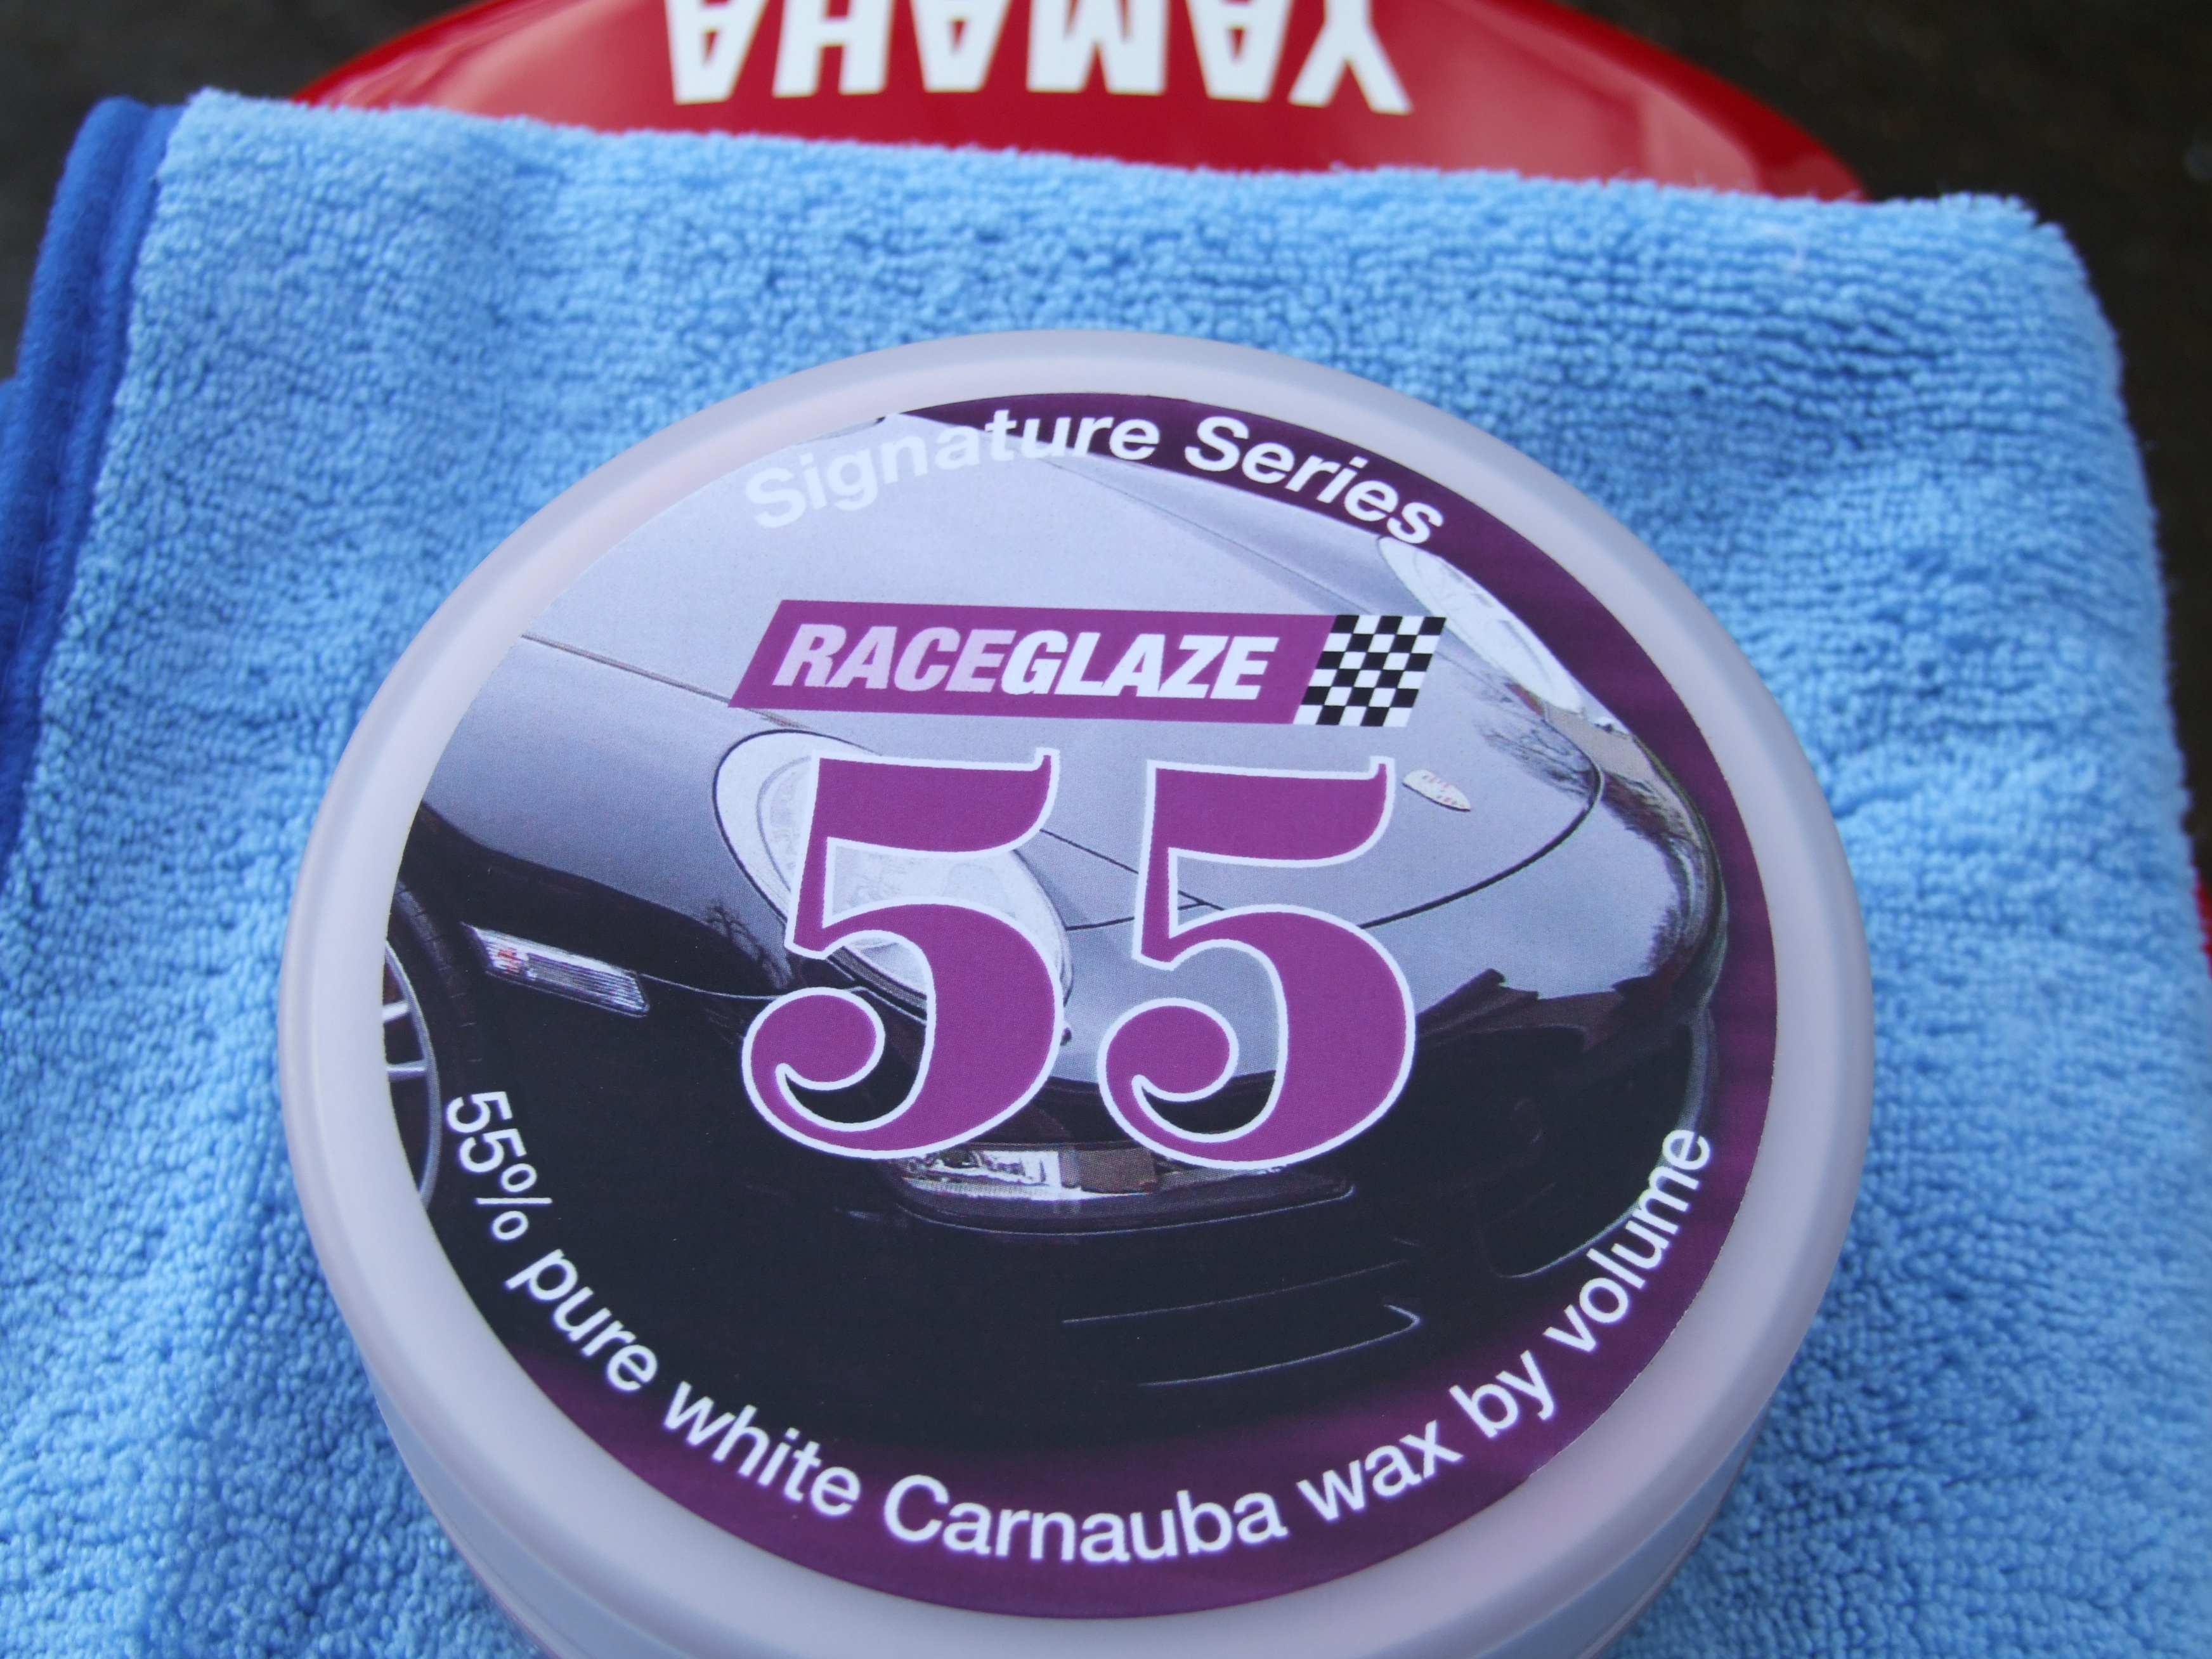 YAMAHA
Signature Series
RACEGLAZE
55
55% pure white Carnauba wax by volume